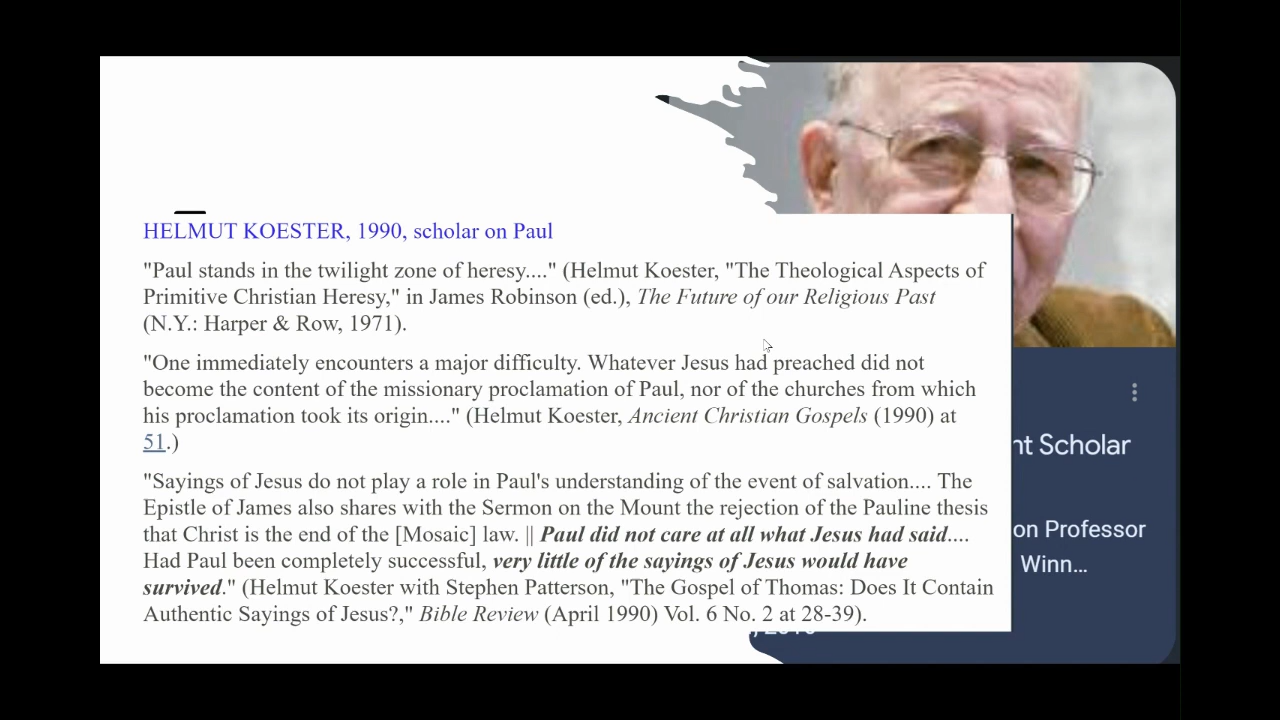 HELMUT KOESTER, 1990, scholar on Paul
"Paul stands in the twilight zone of heresy...." (Helmut Koester, "The Theological Aspects of
Primitive Christian Heresy," in James Robinson (ed.), The Future of our Religious Past
(N.Y.: Harper & Row, 1971).
"One immediately encounters a major difficulty. Whatever Jesus had preached did not
become the content of the missionary proclamation of Paul, nor of the churches from which
his proclamation took its origin...." (Helmut Koester, Ancient Christian Gospels (1990) at
51.)
"Sayings of Jesus do not play a role in Paul's understanding of the event of salvation.... The
Epistle of James also shares with the Sermon on the Mount the rejection of the Pauline thesis
that Christ is the end of the [Mosaic] law. || Paul did not care at all what Jesus had said....
Had Paul been completely successful, very little of the sayings of Jesus would have
survived." (Helmut Koester with Stephen Patterson, "The Gospel of Thomas: Does It Contain
Authentic Sayings of Jesus?," Bible Review (April 1990) Vol. 6 No. 2 at 28-39).
nt Scholar
on Professor
Winn...